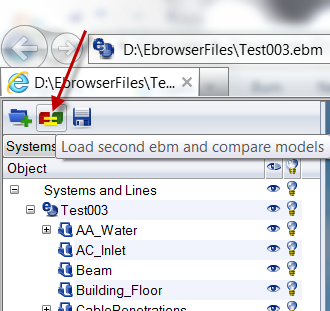 D:\EbrowserFiles\Test003.ebm
D:\EbrowserFiles\Te...
Systems
Load second ebm and compare models
Object
Systems and Lines
Test003
AA_Water
AC_Inlet
Beam
Building_Floor
CablePenetrations